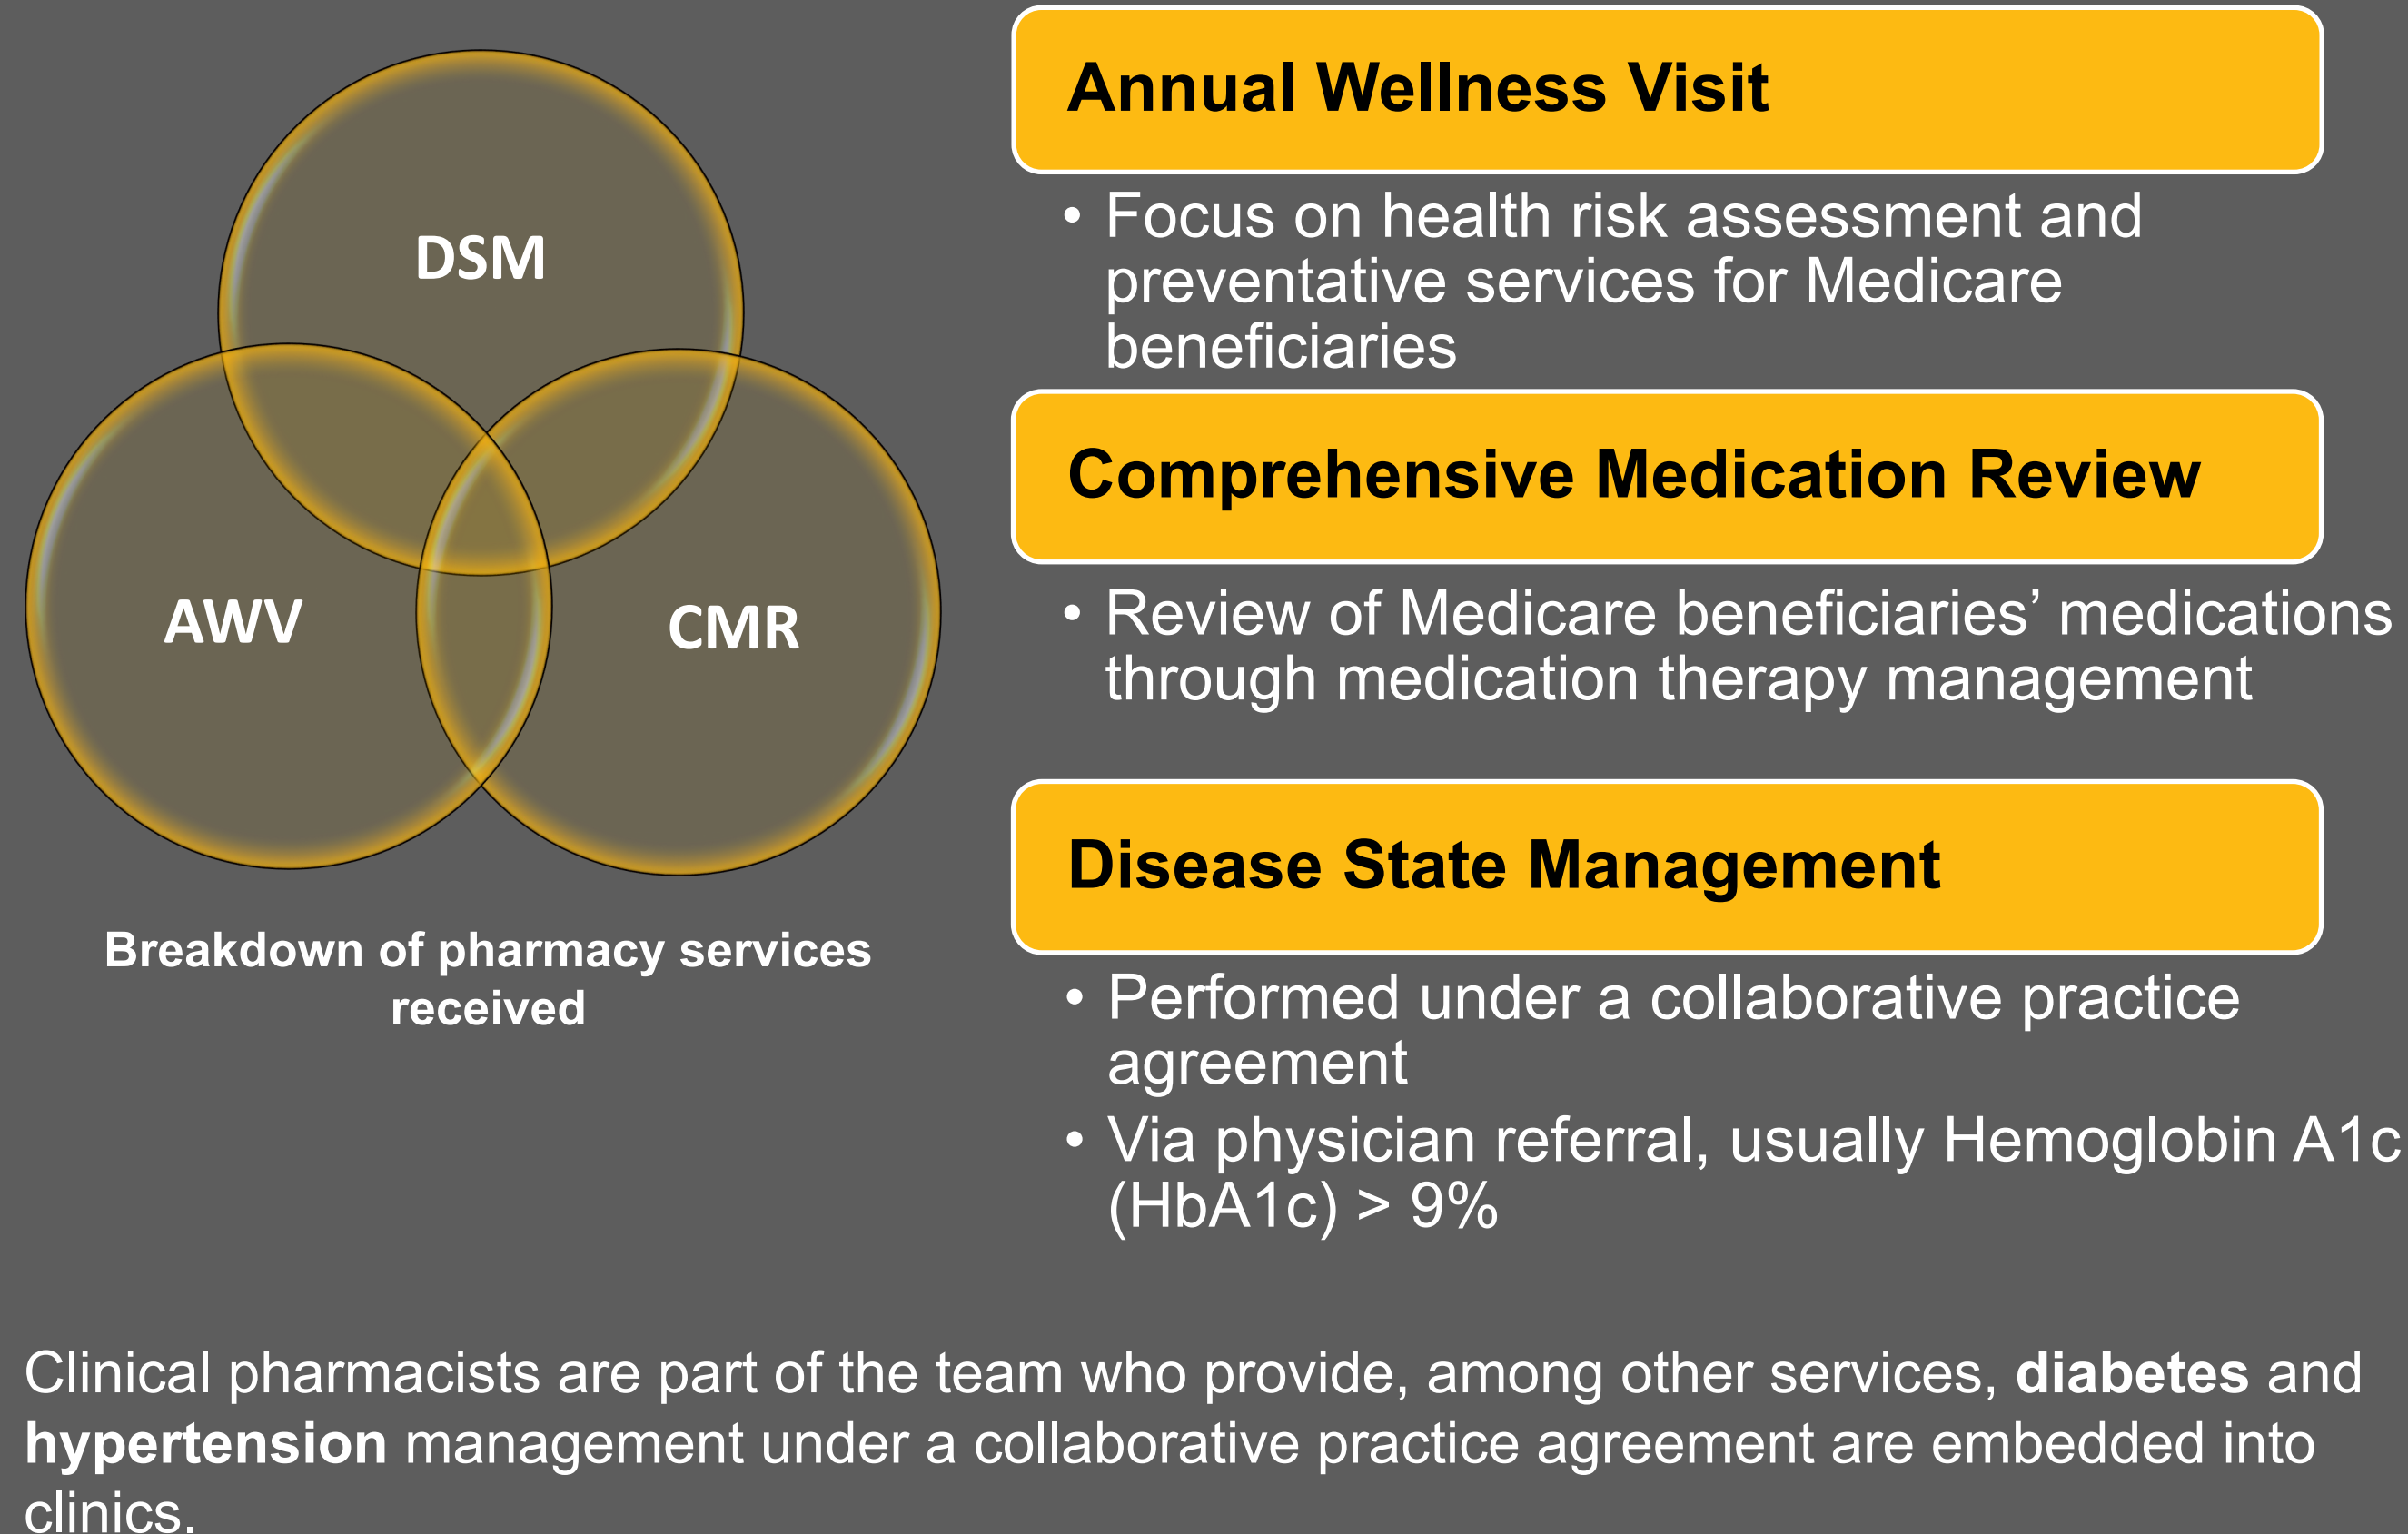 DSM
AWV
CMR
Breakdown of pharmacy services
received
Annual Wellness Visit
• Focus on health risk assessment and
preventative services for Medicare
beneficiaries
Comprehensive Medication Review
• Review of Medicare beneficiaries’ medications
through medication therapy management
Disease State Management
• Performed under a collaborative practice
agreement
• Via physician referral, usually Hemoglobin A1c
(HbA1c) > 9%
Clinical pharmacists are part of the team who provide, among other services, diabetes and
hypertension management under a collaborative practice agreement are embedded into
clinics.